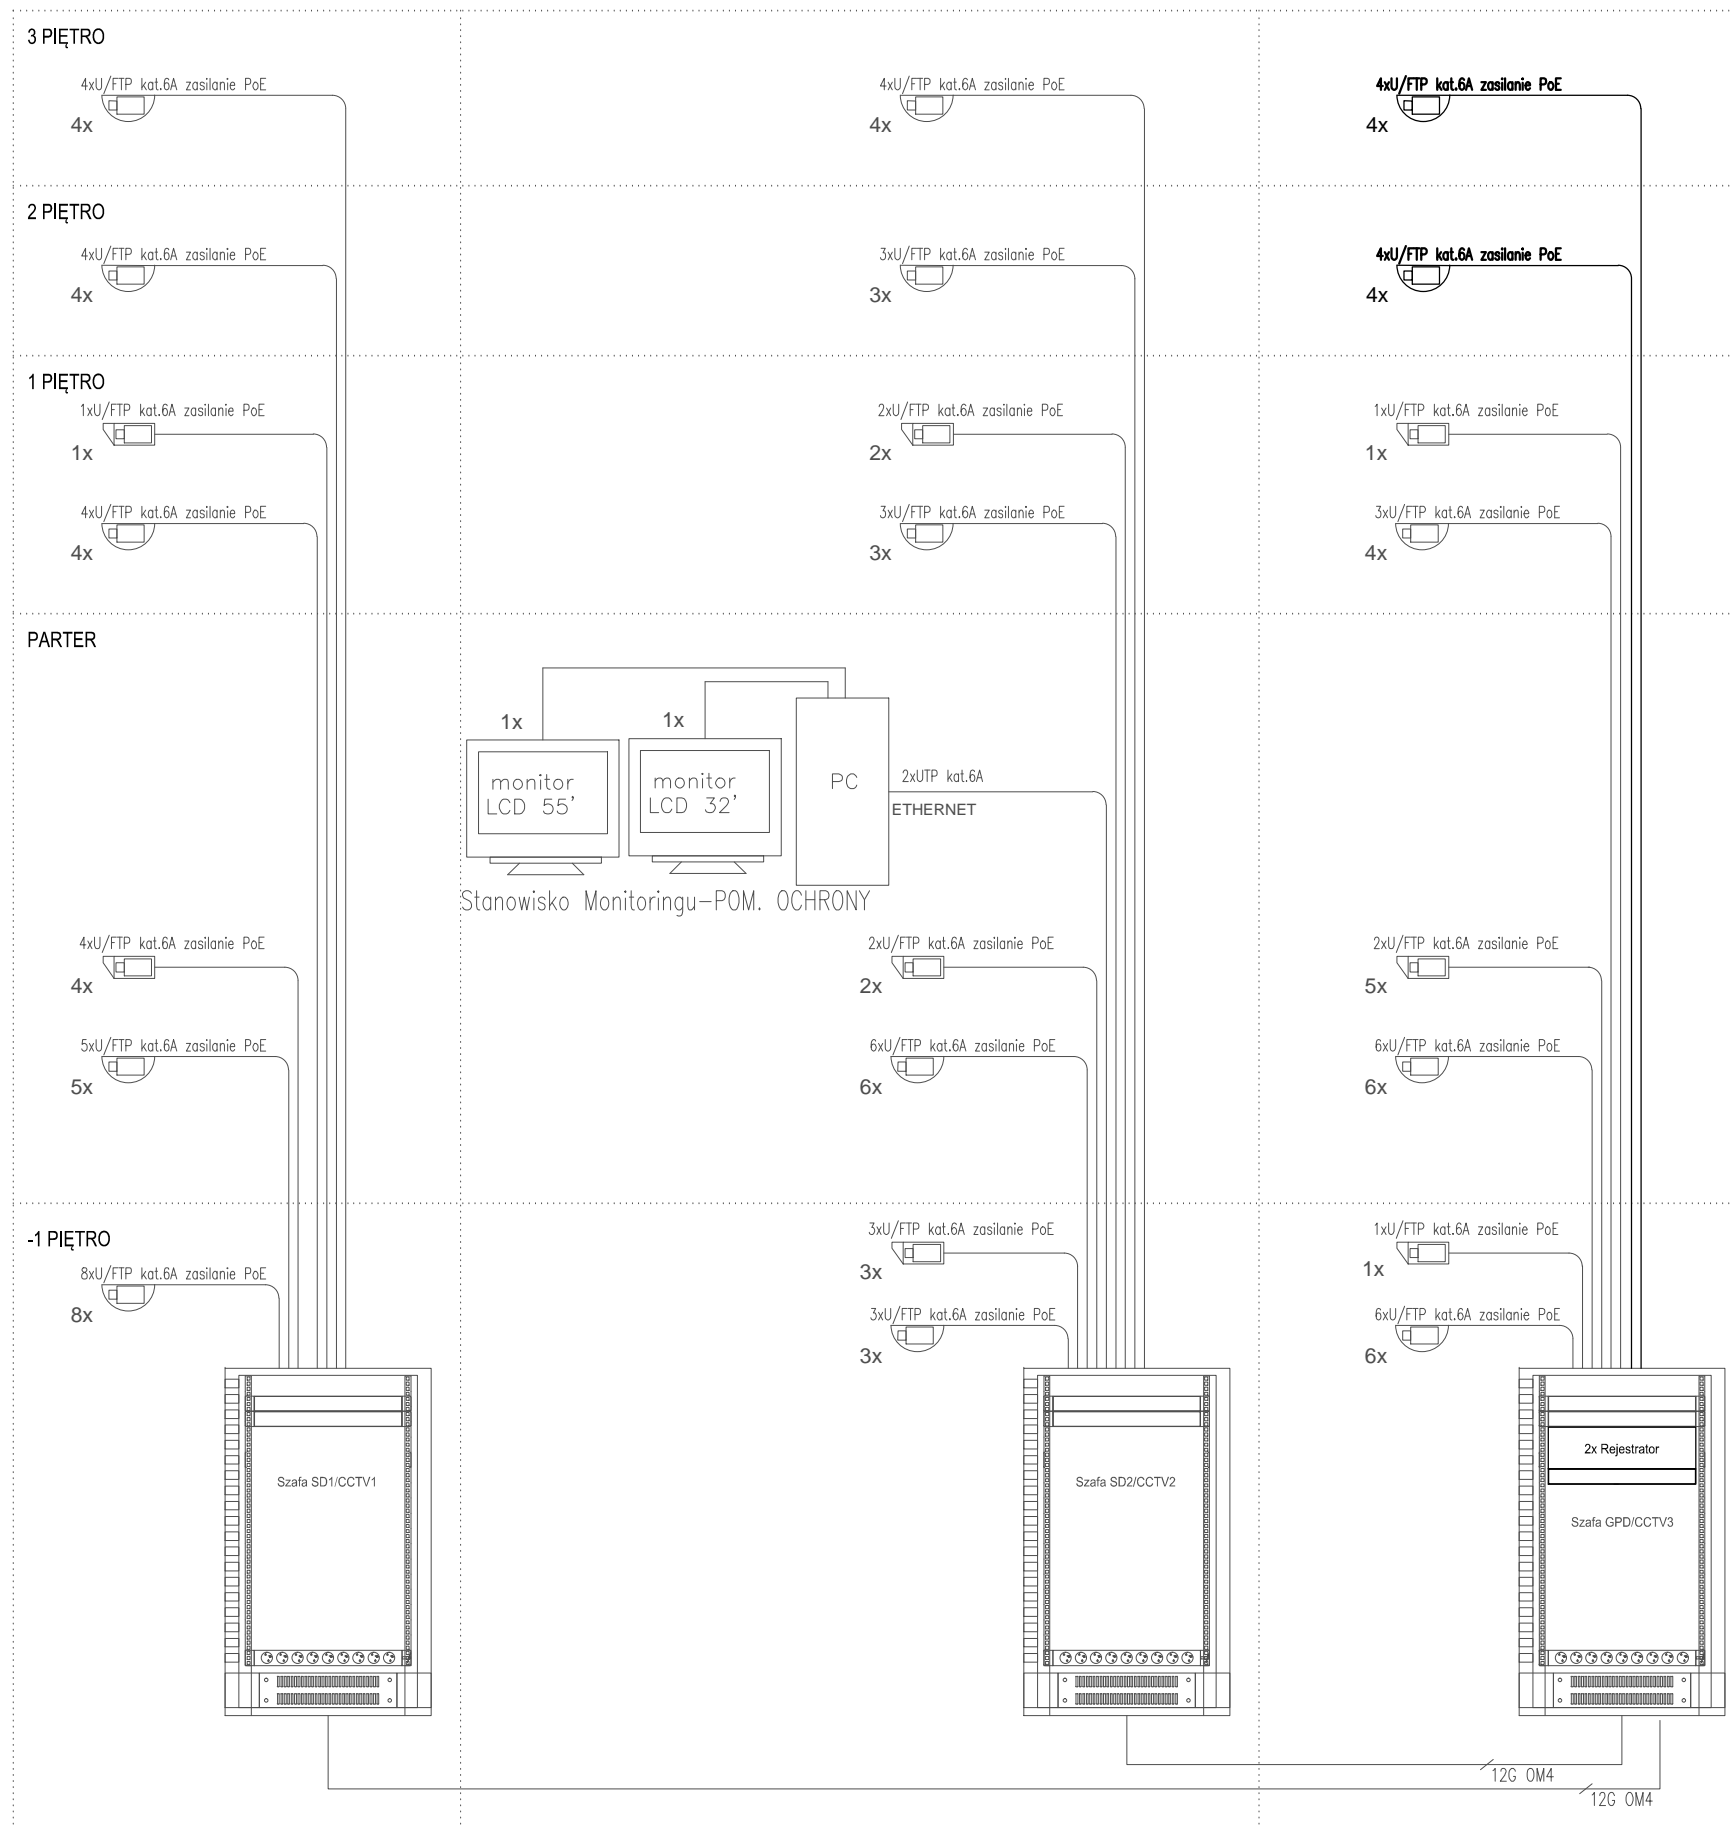 3 PIĘTRO
4xU/FTP kat.6A zasilanie PoE
4x
4xU/FTP kat.6A zasilanie PoE
4x
4xU/FTP kat.6A zasilanie PoE
4x
2 PIĘTRO
4xU/FTP kat.6A zasilanie PoE
4x
3xU/FTP kat.6A zasilanie PoE
3x
4xU/FTP kat.6A zasilanie PoE
4x
1 PIĘTRO
1xU/FTP kat.6A zasilanie PoE
1x
2xU/FTP kat.6A zasilanie PoE
2x
1xU/FTP kat.6A zasilanie PoE
1x
4xU/FTP kat.6A zasilanie PoE
4x
3xU/FTP kat.6A zasilanie PoE
3x
3xU/FTP kat.6A zasilanie PoE
4x
PARTER
1x
1x
monitor
LCD 55'
monitor
LCD 32'
PC
2xUTP kat.6A
ETHERNET
Stanowisko Monitoringu-POM. OCHRONY
4xU/FTP kat.6A zasilanie PoE
4x
2xU/FTP kat.6A zasilanie PoE
2x
2xU/FTP kat.6A zasilanie PoE
5x
5xU/FTP kat.6A zasilanie PoE
5x
6xU/FTP kat.6A zasilanie PoE
6x
6xU/FTP kat.6A zasilanie PoE
6x
-1 PIĘTRO
8xU/FTP kat.6A zasilanie PoE
8x
3xU/FTP kat.6A zasilanie PoE
3x
1xU/FTP kat.6A zasilanie PoE
1x
3xU/FTP kat.6A zasilanie PoE
3x
6xU/FTP kat.6A zasilanie PoE
6x
Szafa SD1/CCTV1
Szafa SD2/CCTV2
2x Rejestrator
Szafa GPD/CCTV3
12G OM4
12G OM4